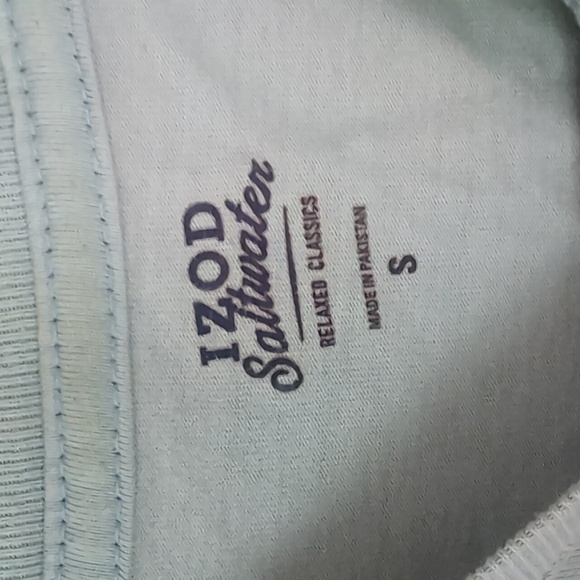 IZOD
Saltwater
RELAXED CLASSICS
MADE IN PAKISTAN
S